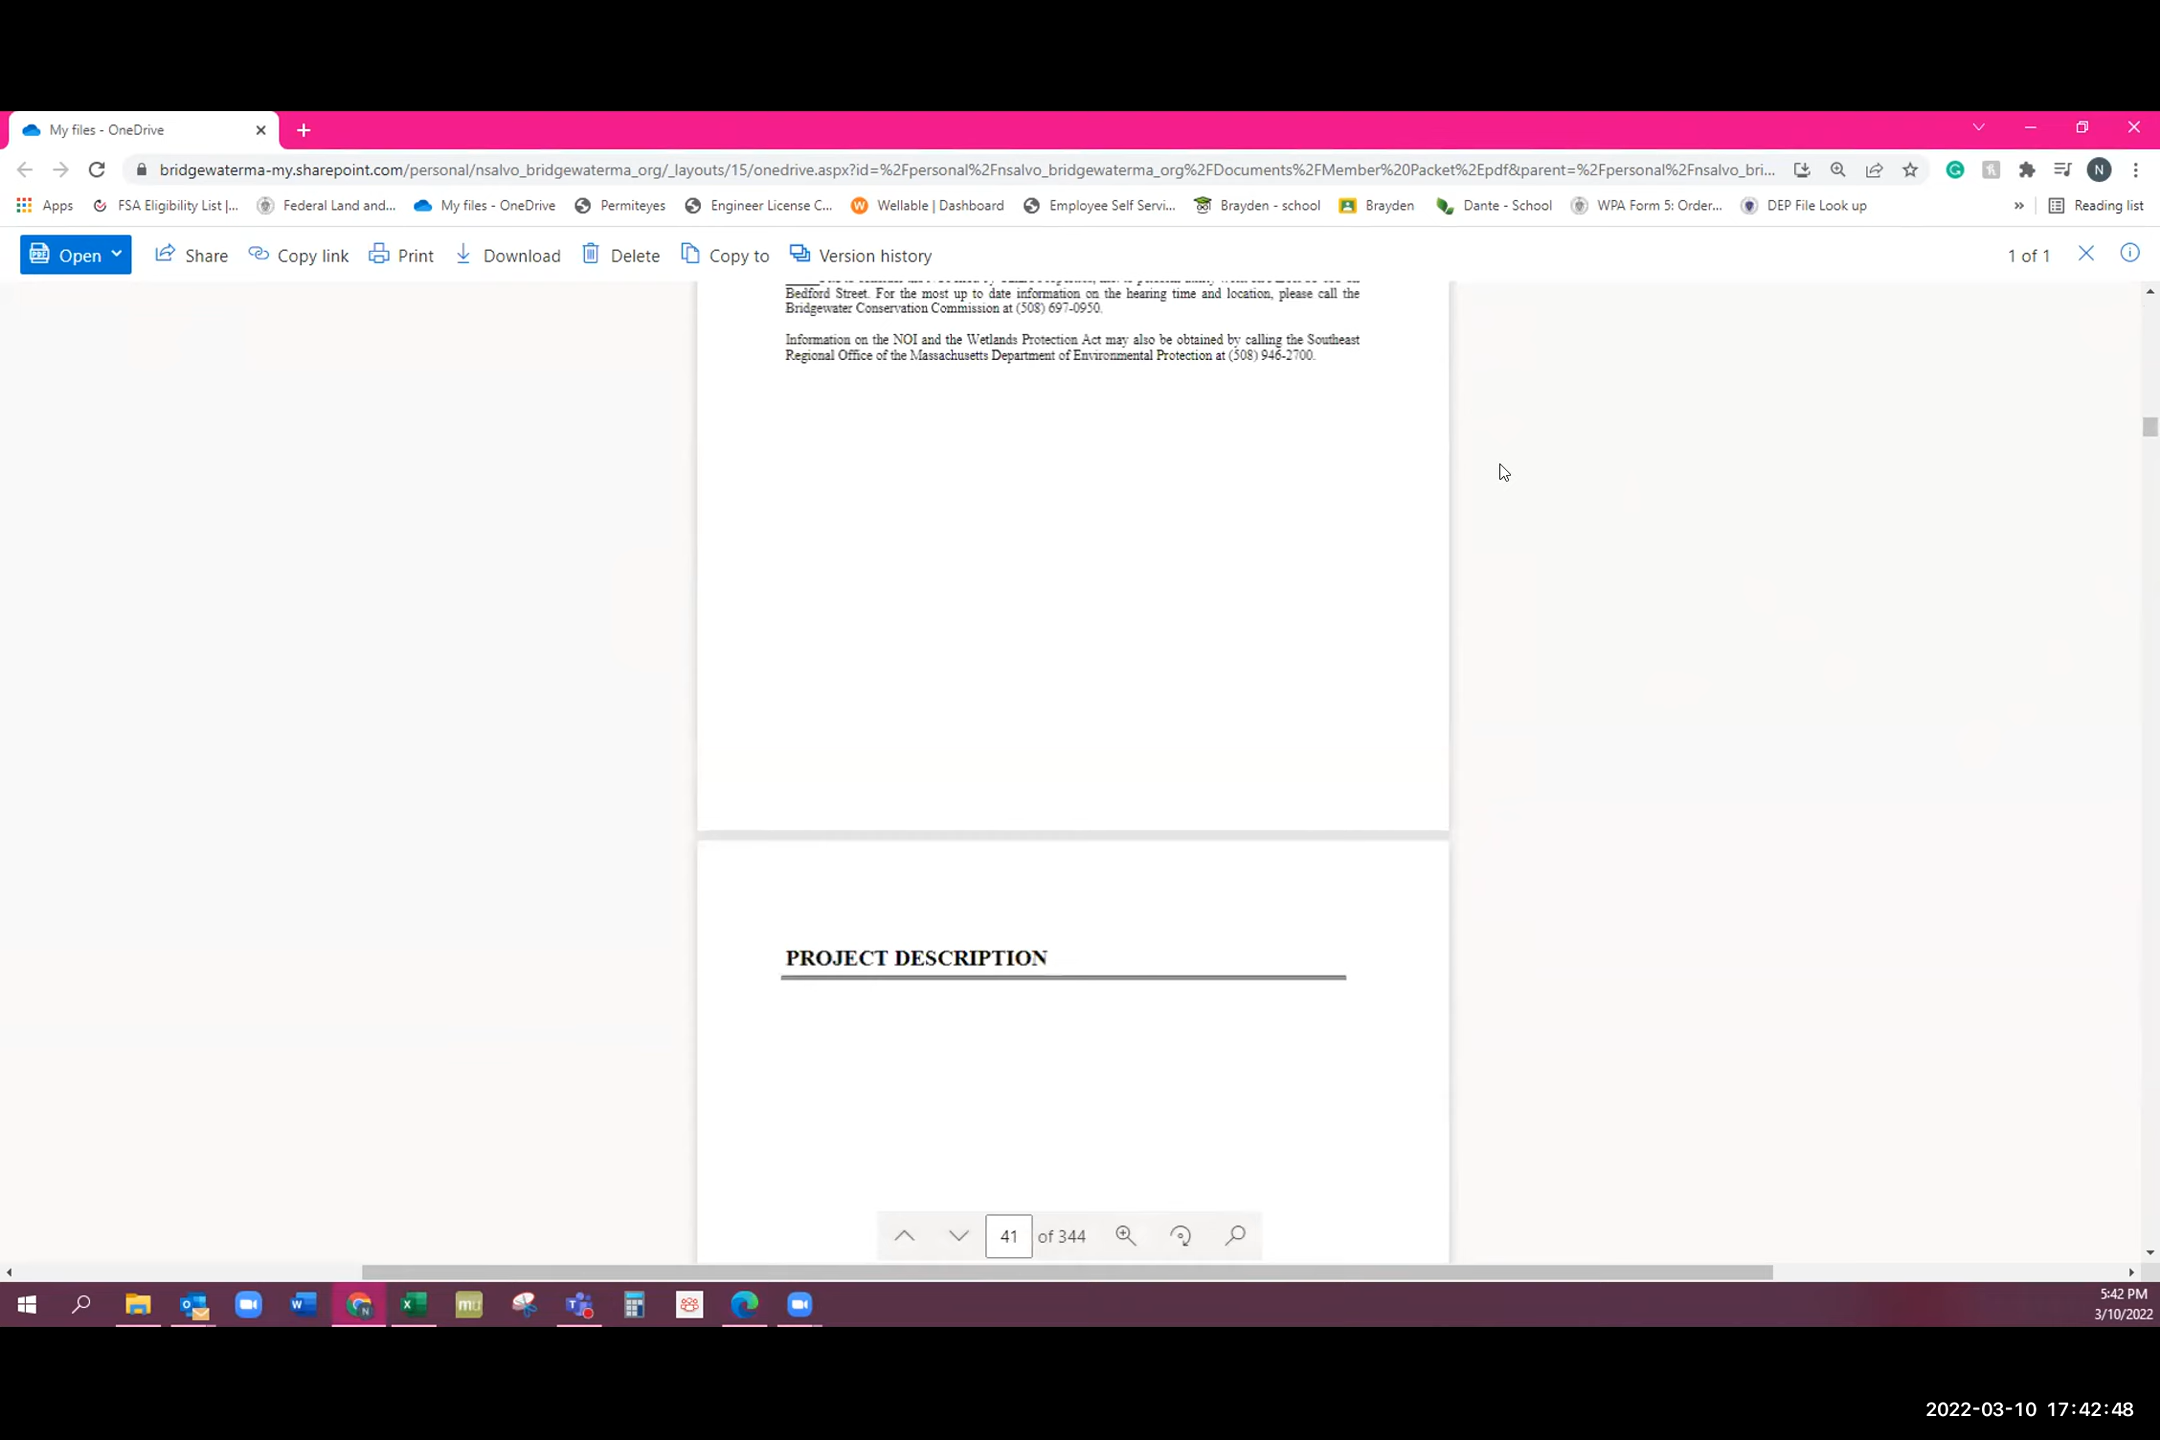 My files - OneDrive
bridgewaterma-my.sharepoint.com/personal/nsalvo_bridgewaterma_org/_layouts/15/onedrive.aspx?id=%2Fpersonal%2Fnsalvo_bridgewaterma_org%2FDocuments%2FMember%20Packet%2Epdf&parent=%2Fpersonal%2Fnsalvo_bri...
N
Apps FSA Eligibility List |... Federal Land and... My files - OneDrive Permiteyes Engineer License C... Wellable | Dashboard Employee Self Servi... Brayden - school Brayden Dante - School WPA Form 5: Order... DEP File Look up » Reading list
Open Share Copy link Print Download Delete Copy to Version history 1 of 1
Bedford Street. For the most up to date information on the hearing time and location, please call the
Bridgewater Conservation Commission at (508) 697-0950.
Information on the NOI and the Wetlands Protection Act may also be obtained by calling the Southeast
Regional Office of the Massachusetts Department of Environmental Protection at (508) 946-2700.
PROJECT DESCRIPTION
41 of 344
5:42 PM
3/10/2022
2022-03-10 17:42:48